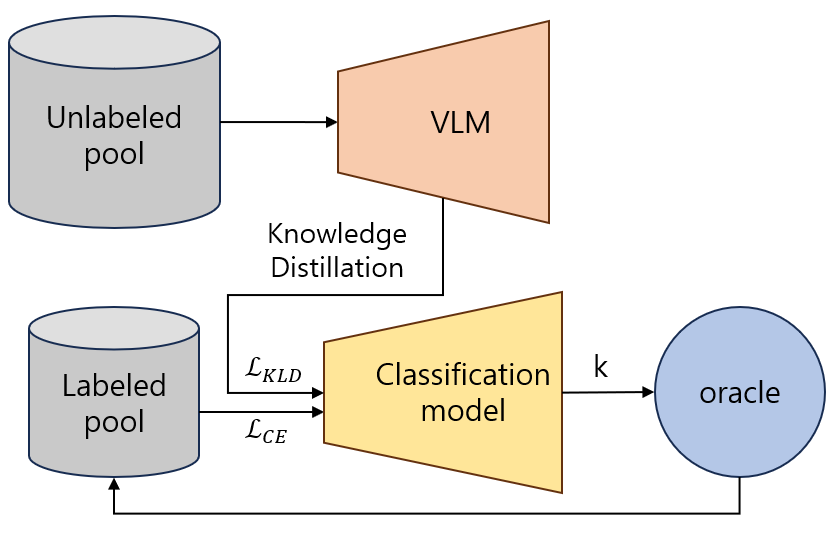 Unlabeled
pool
VLM
Knowledge
Distillation
Labeled
pool
ℒ_KLD
ℒ_CE
Classification
model
k
oracle